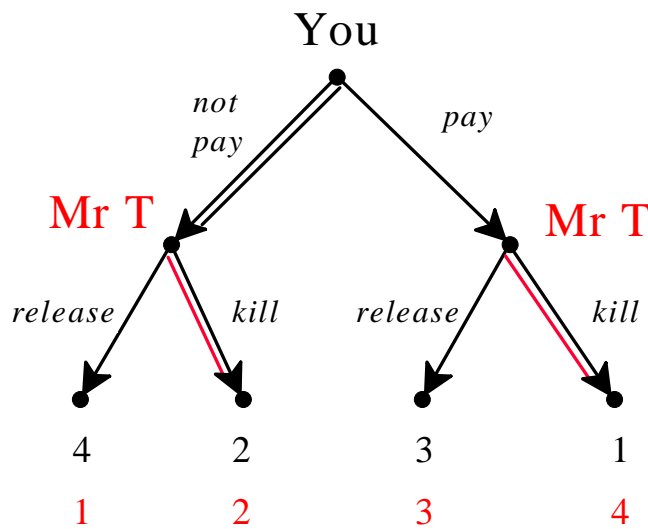 You
not
pay
pay
Mr T
Mr T
release
kill
release
kill
4 2 3 1
1 2 3 4